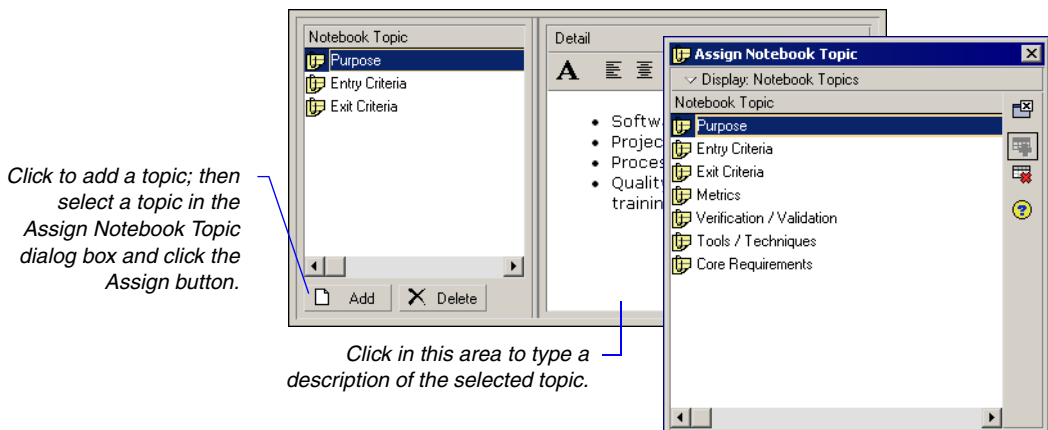 Notebook Topic
Purpose
Entry Criteria
Exit Criteria
Add
Delete
Detail
A
• Softw
• Projec
• Proces
• Quality
trainin
Assign Notebook Topic
Display: Notebook Topics
Notebook Topic
Purpose
Entry Criteria
Exit Criteria
Metrics
Verification / Validation
Tools / Techniques
Core Requirements
Click to add a topic; then
select a topic in the
Assign Notebook Topic
dialog box and click the
Assign button.
Click in this area to type a
description of the selected topic.